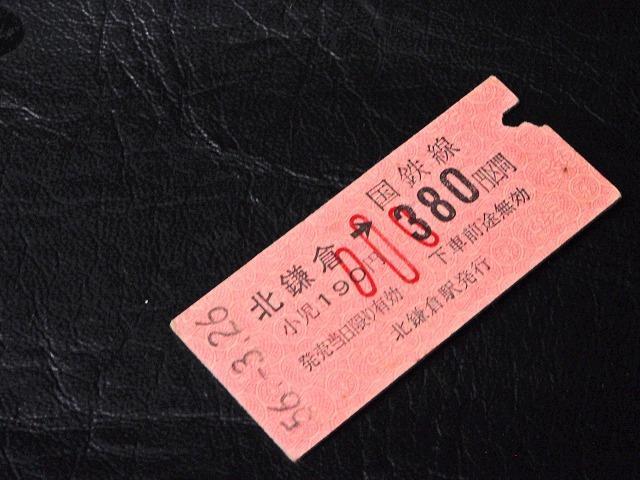 56.-3.26
北鎌倉→国鉄線380円区間
小児190円
発売当日限り有効 下車前途無効
北鎌倉駅発行